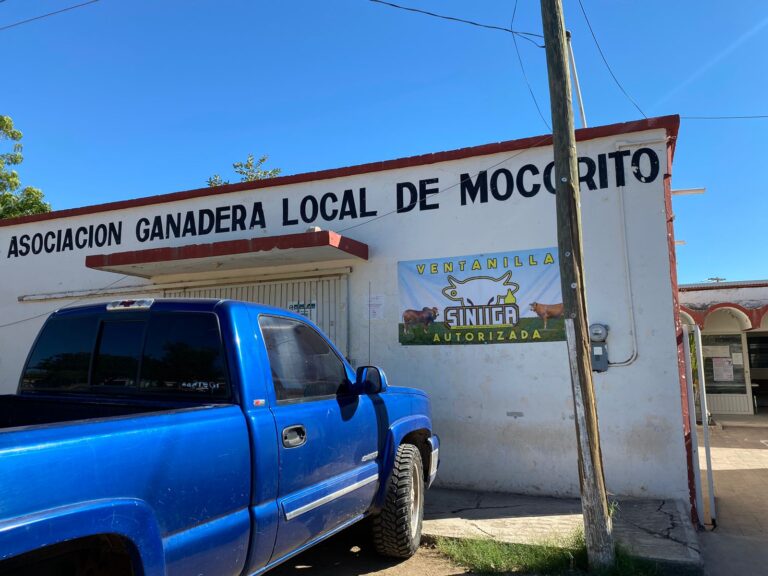 ASOCIACION GANADERA LOCAL DE MOCORITO
VENTANILLA
SINIIGA
AUTORIZADA